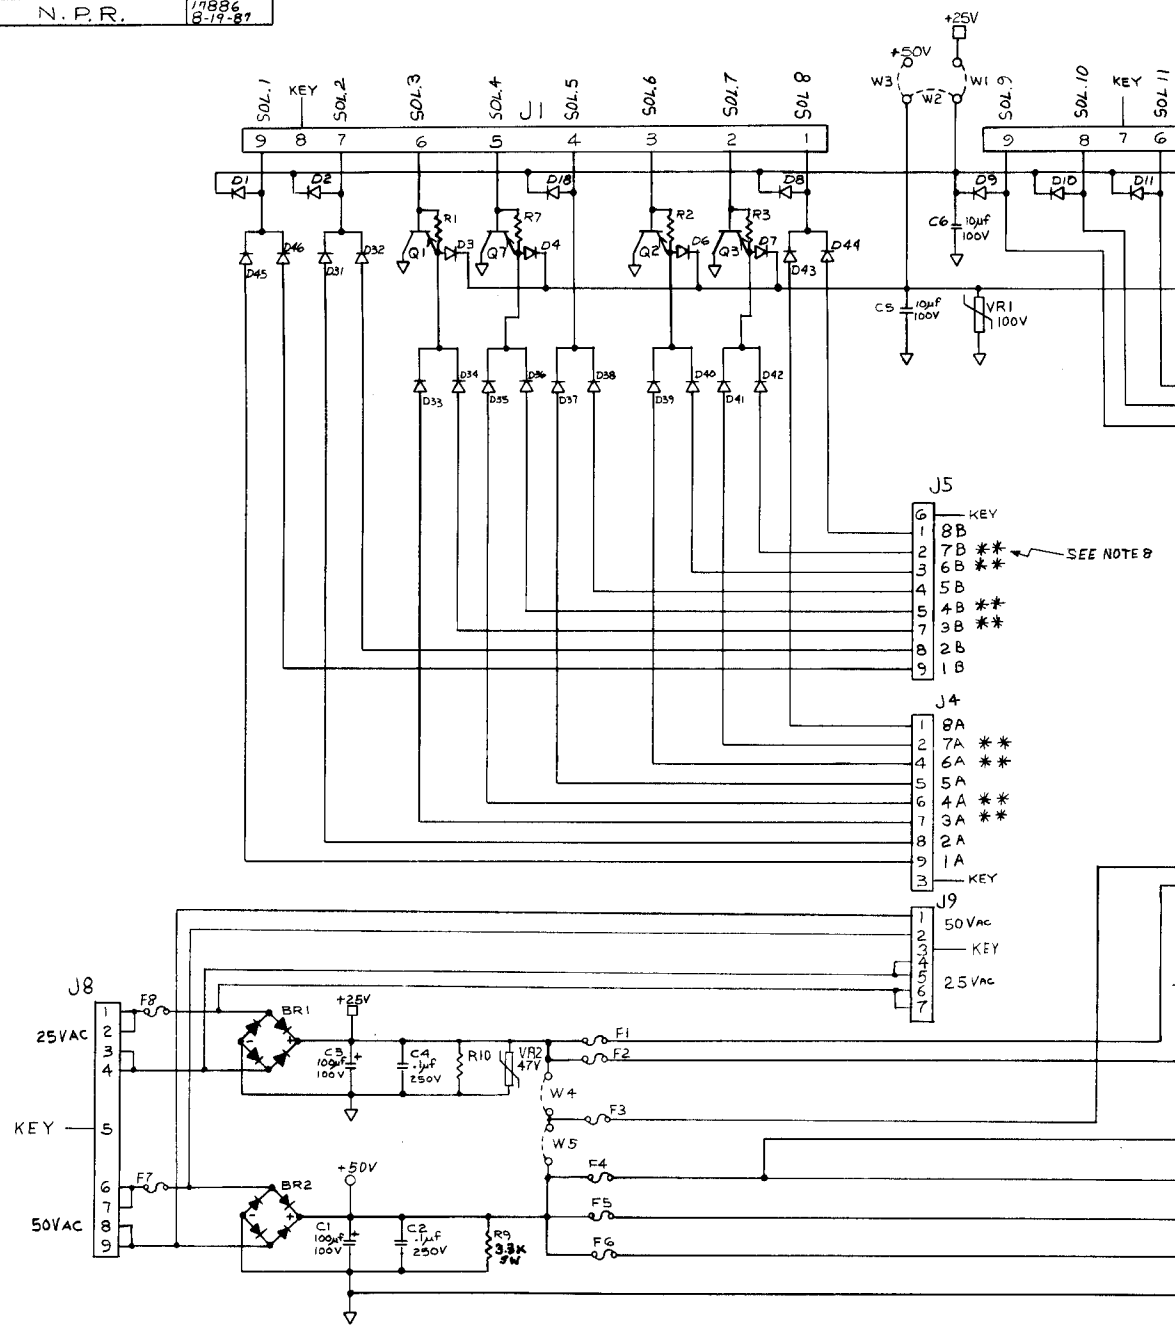 N.P.R.
17886
8-19-87
+25V
+50V
W3
W1
W2
SOL.1
KEY
SOL.2
SOL.3
SOL.4
J1
SOL.5
SOL.6
SOL.7
SOL 8
SOL.9
SOL.10
KEY
SOL 11
9 8 7 6 5 4 3 2 1
9 8 7 6
D1
D2
D18
D8
D9
D10
D11
R1
R7
R2
R3
C6 10µf
100V
Q1
D3
Q7
D4
Q2
D6
Q3
D7
D45
D46
D31
D32
D43
D44
C5 10µf
100V
VR1
100V
D33
D34
D35
D36
D37
D38
D39
D40
D41
D42
J5
6 KEY
1 8B
2 7B ** SEE NOTE 8
3 6B **
4 5B
5 4B **
7 3B **
8 2B
9 1B
J4
1 8A
2 7A **
4 6A **
5 5A
6 4A **
7 3A **
8 2A
9 1A
3 KEY
J9
1
50VAC
2
3 KEY
4
5
25VAC
6
7
J8
1
25VAC
2
3
4
KEY 5
6
7
50VAC
8
9
F8
BR1
+25V
- +
C3
100µf
100V
+
C4
.1µf
250V
R10
VR2
47V
F1
F2
W4
F3
W5
F7
BR2
+50V
- +
C1
100µf
100V
+
C2
.1µf
250V
R9
3.3K
5W
F4
F5
F6